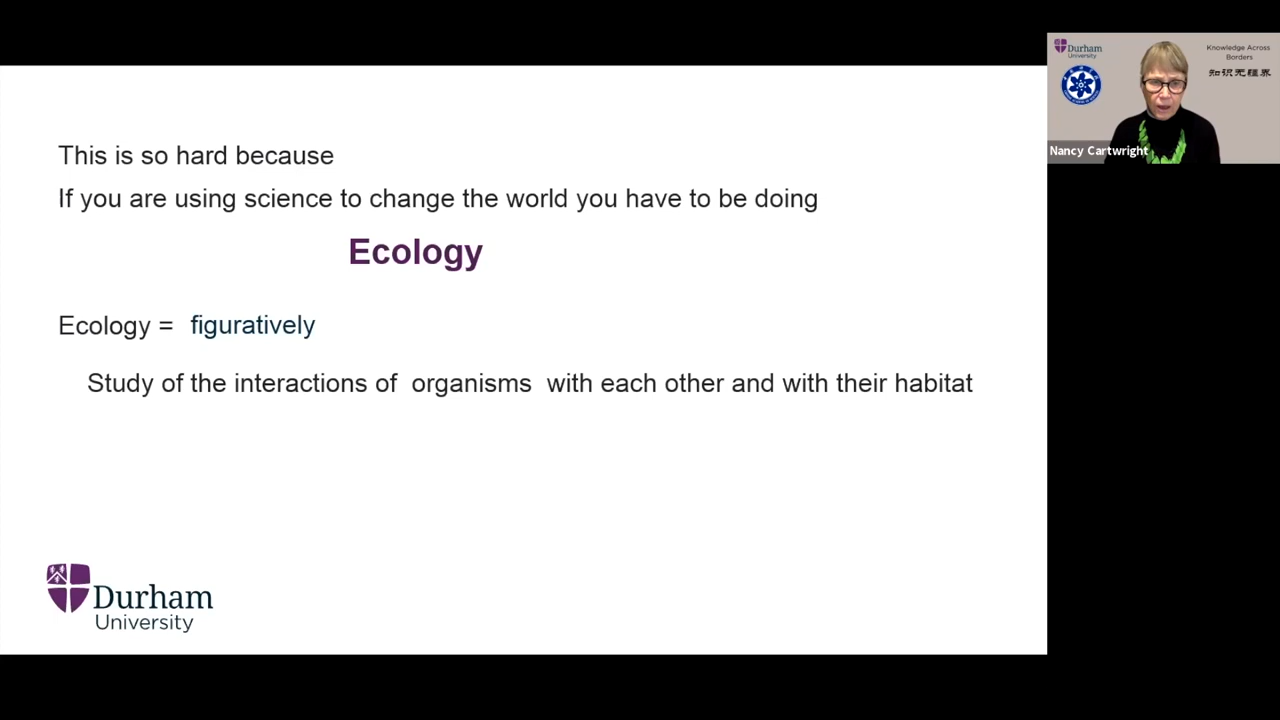 This is so hard because
If you are using science to change the world you have to be doing
Ecology
Ecology = figuratively
Study of the interactions of organisms with each other and with their habitat
Durham
University
Durham
University
Knowledge Across
Borders
知识无疆界
Nancy Cartwright